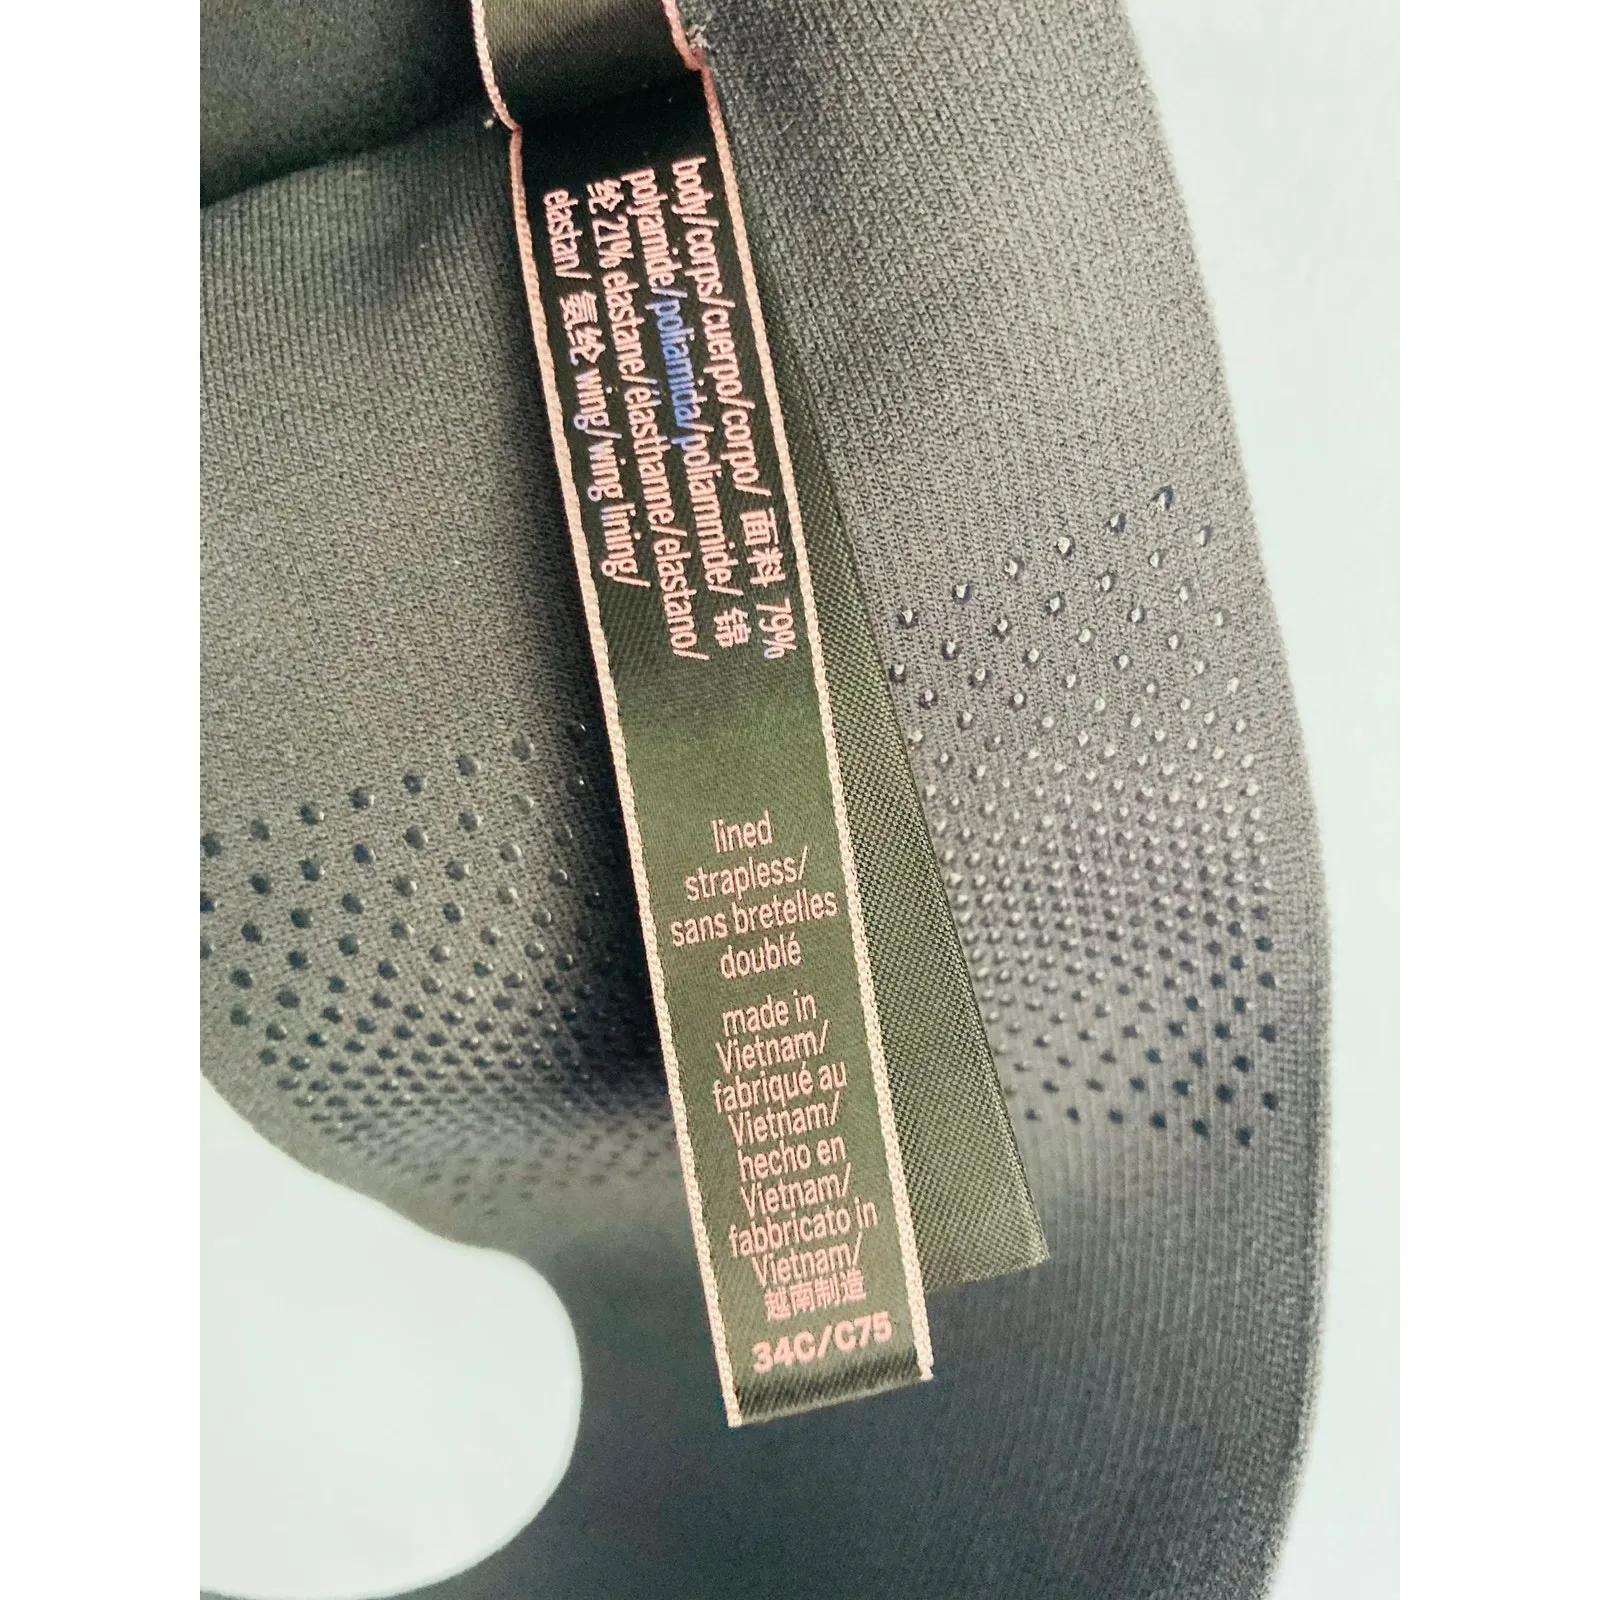 body/corps/cuerpo/corpo/ 面料 79%
polyamide/poliamida/poliammide/ 锦
纶 21% elastane/élasthanne/elastano/
elastan/ 氨纶 wing/wing lining/
lined
strapless/
sans bretelles
doublé
made in
Vietnam/
fabriqué au
Vietnam/
hecho en
Vietnam/
fabbricato in
Vietnam/
越南制造
34C/C75